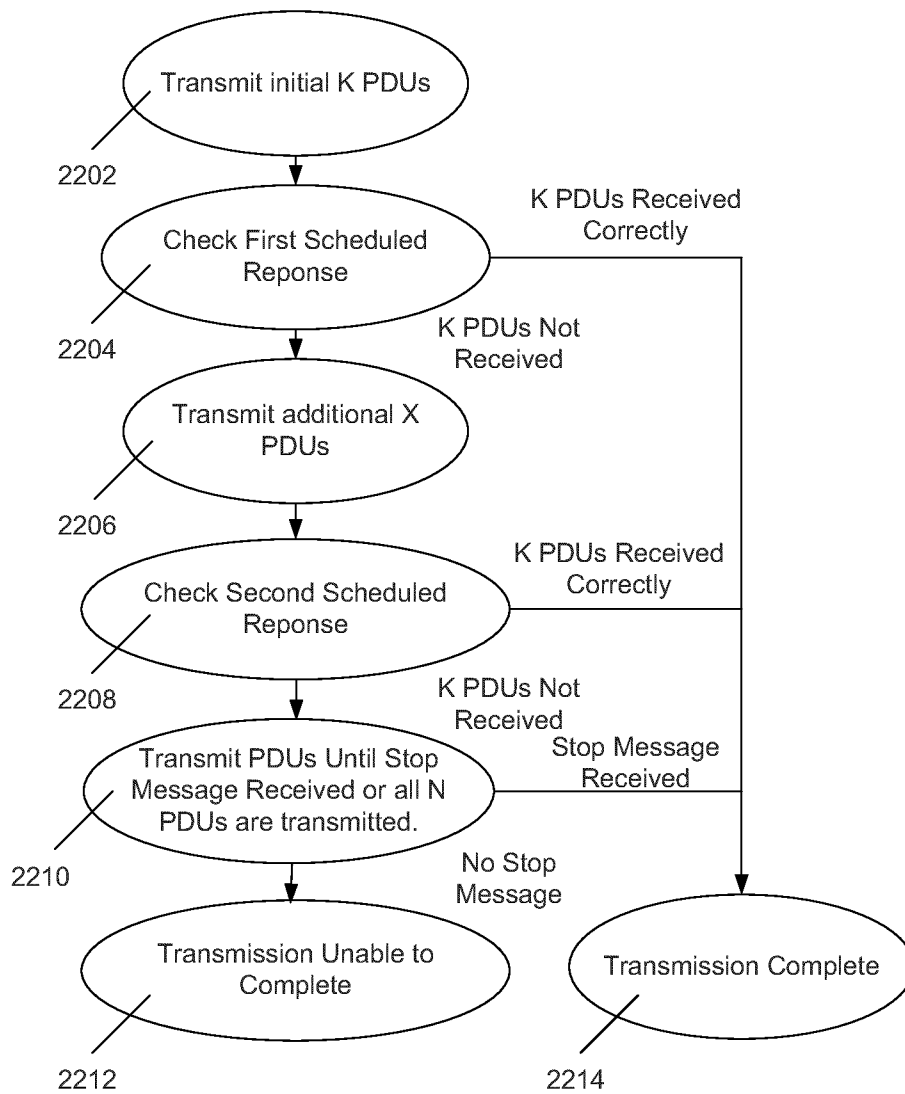 Transmit initial K PDUs
2202
K PDUs Received
Correctly
Check First Scheduled
Reponse
2204
K PDUs Not
Received
Transmit additional X
PDUs
2206
K PDUs Received
Correctly
Check Second Scheduled
Reponse
2208
K PDUs Not
Received
Stop Message
Received
Transmit PDUs Until Stop
Message Received or all N
PDUs are transmitted.
2210
No Stop
Message
Transmission Unable to
Complete
2212
Transmission Complete
2214